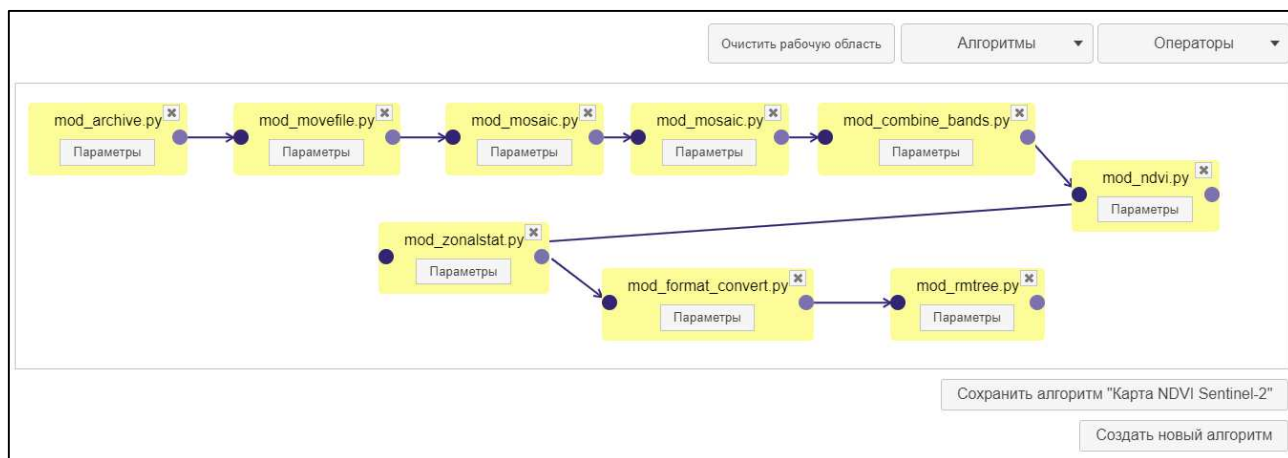 Очистить рабочую область
Алгоритмы
Операторы
mod_archive.py
Параметры
mod_movefile.py
Параметры
mod_mosaic.py
Параметры
mod_mosaic.py
Параметры
mod_combine_bands.py
Параметры
mod_ndvi.py
Параметры
mod_zonalstat.py
Параметры
mod_format_convert.py
Параметры
mod_rmtree.py
Параметры
Сохранить алгоритм "Карта NDVI Sentinel-2"
Создать новый алгоритм